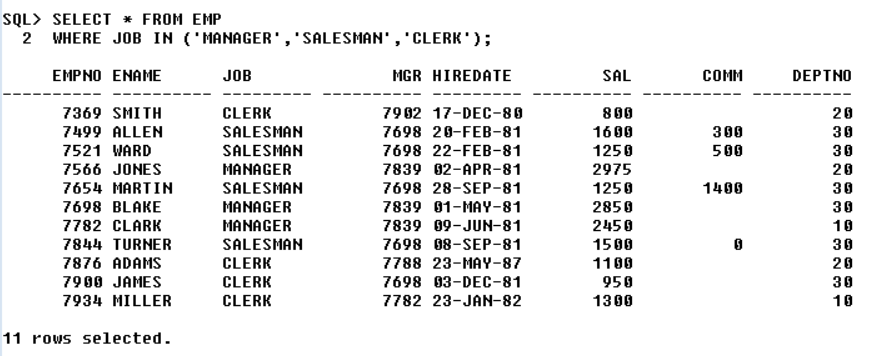 SQL> SELECT * FROM EMP
  2  WHERE JOB IN ('MANAGER','SALESMAN','CLERK');
     EMPNO ENAME      JOB              MGR HIREDATE         SAL       COMM     DEPTNO
---------- ---------- --------- ---------- --------- ---------- ---------- ----------
      7369 SMITH      CLERK           7902 17-DEC-80        800                    20
      7499 ALLEN      SALESMAN        7698 20-FEB-81       1600        300         30
      7521 WARD       SALESMAN        7698 22-FEB-81       1250        500         30
      7566 JONES      MANAGER         7839 02-APR-81       2975                    20
      7654 MARTIN     SALESMAN        7698 28-SEP-81       1250       1400         30
      7698 BLAKE      MANAGER         7839 01-MAY-81       2850                    30
      7782 CLARK      MANAGER         7839 09-JUN-81       2450                    10
      7844 TURNER     SALESMAN        7698 08-SEP-81       1500          0         30
      7876 ADAMS      CLERK           7788 23-MAY-87       1100                    20
      7900 JAMES      CLERK           7698 03-DEC-81        950                    30
      7934 MILLER     CLERK           7782 23-JAN-82       1300                    10
11 rows selected.